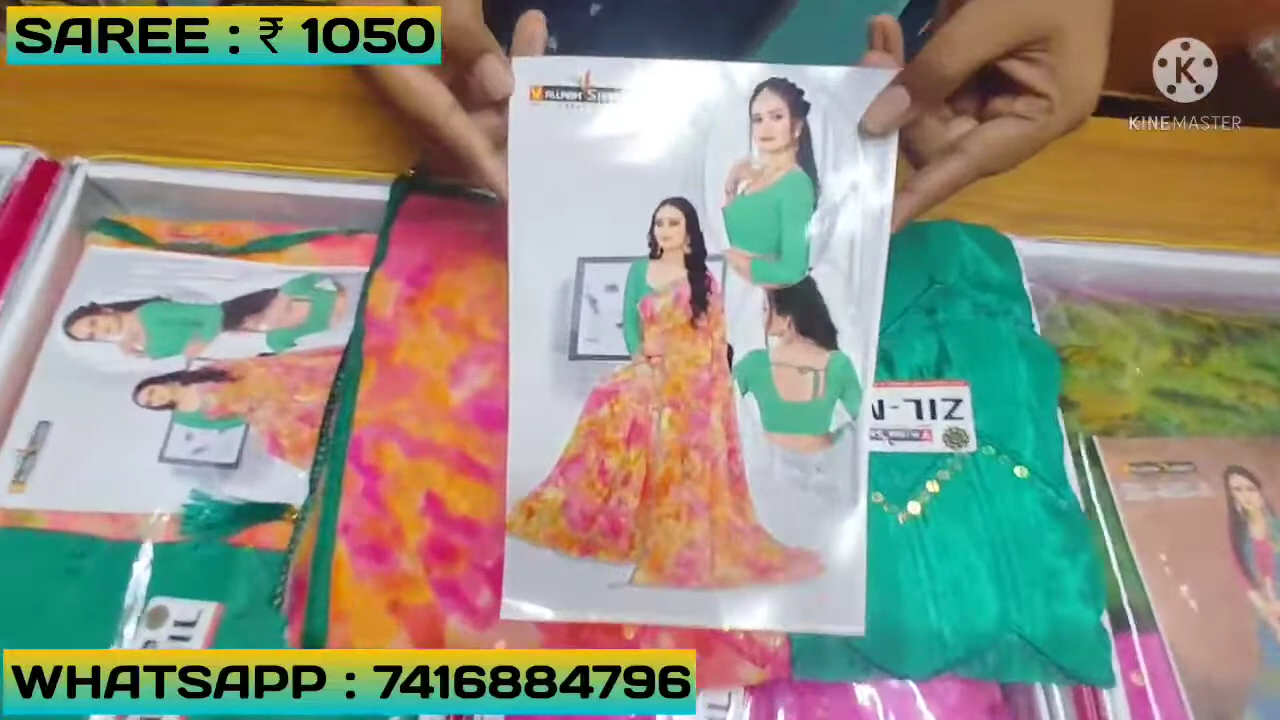 SAREE : ₹ 1050
K
KINEMASTER
ZIL-N
WHATSAPP : 7416884796